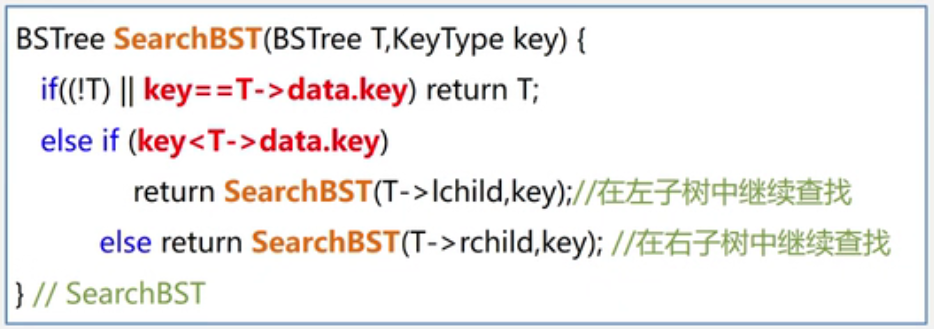 BSTree SearchBST(BSTree T,KeyType key) {
if((!T) || key==T->data.key) return T;
else if (key<T->data.key)
return SearchBST(T->lchild,key);//在左子树中继续查找
else return SearchBST(T->rchild,key); //在右子树中继续查找
} // SearchBST